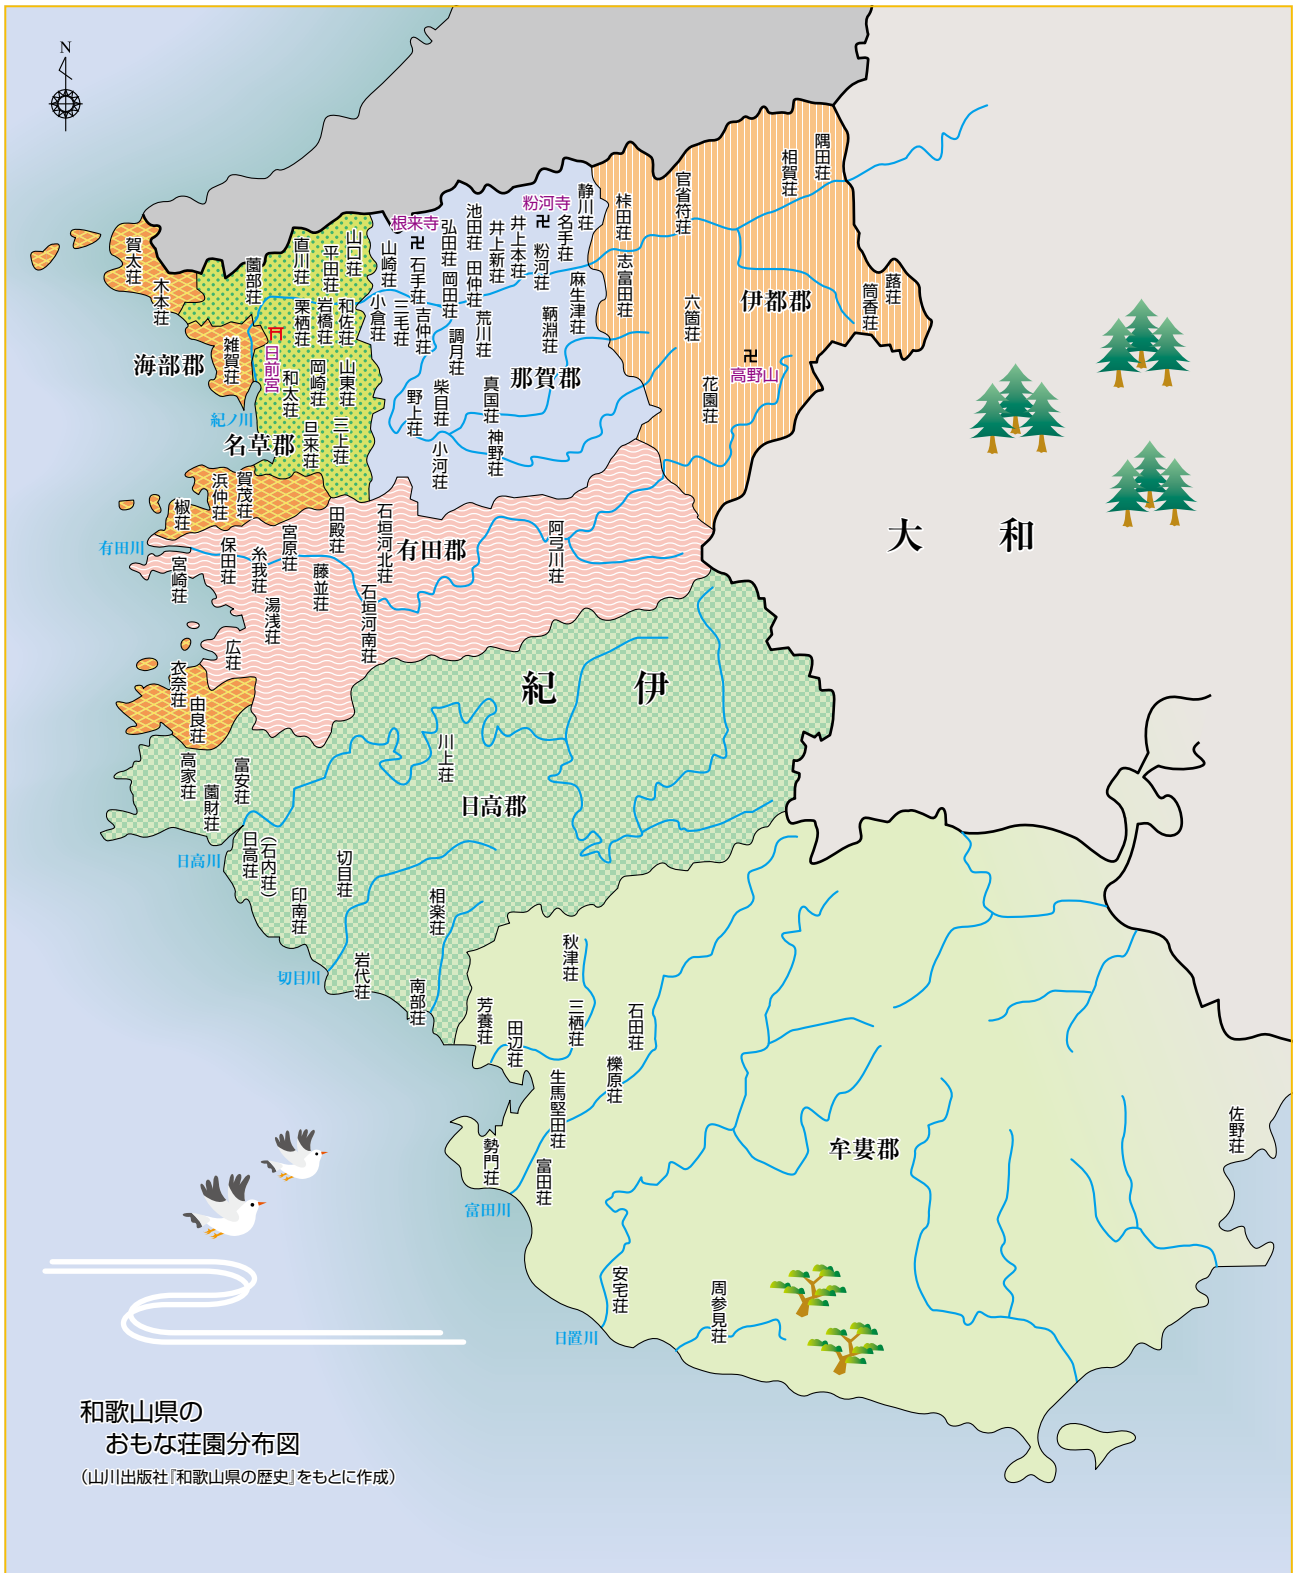 N
隅田荘
相賀荘
官省符荘
桛田荘
志富田荘
静川荘
粉河寺
卍
名手荘
粉河荘
麻生津荘
鞆淵荘
井上本荘
井上新荘
池田荘
田仲荘
荒川荘
弘田荘
岡田荘
調月荘
根来寺
卍
石手荘
吉仲荘
山崎荘
小倉荘
三毛荘
野上荘
柴目荘
小河荘
真国荘
神野荘
那賀郡
六箇荘
伊都郡
卍
高野山
花園荘
筒香荘
蕗荘
山口荘
平田荘
直川荘
薗部荘
和佐荘
岩橋荘
栗栖荘
日前宮
山東荘
岡崎荘
和太荘
三上荘
旦来荘
名草郡
紀ノ川
賀太荘
木本荘
雑賀荘
海部郡
賀茂荘
浜仲荘
椒荘
有田川
宮崎荘
保田荘
糸我荘
宮原荘
湯浅荘
藤並荘
田殿荘
石垣河北荘
石垣河南荘
有田郡
阿弖川荘
広荘
衣奈荘
由良荘
大和
紀伊
高家荘
薗財荘
富安荘
川上荘
日高郡
日高川
日高荘
(石内荘)
切目荘
印南荘
相楽荘
切目川
岩代荘
南部荘
秋津荘
三栖荘
芳養荘
田辺荘
石田荘
櫟原荘
生馬堅田荘
勢門荘
富田荘
富田川
牟婁郡
佐野荘
安宅荘
周参見荘
日置川
和歌山県の
おもな荘園分布図
(山川出版社『和歌山県の歴史』をもとに作成)